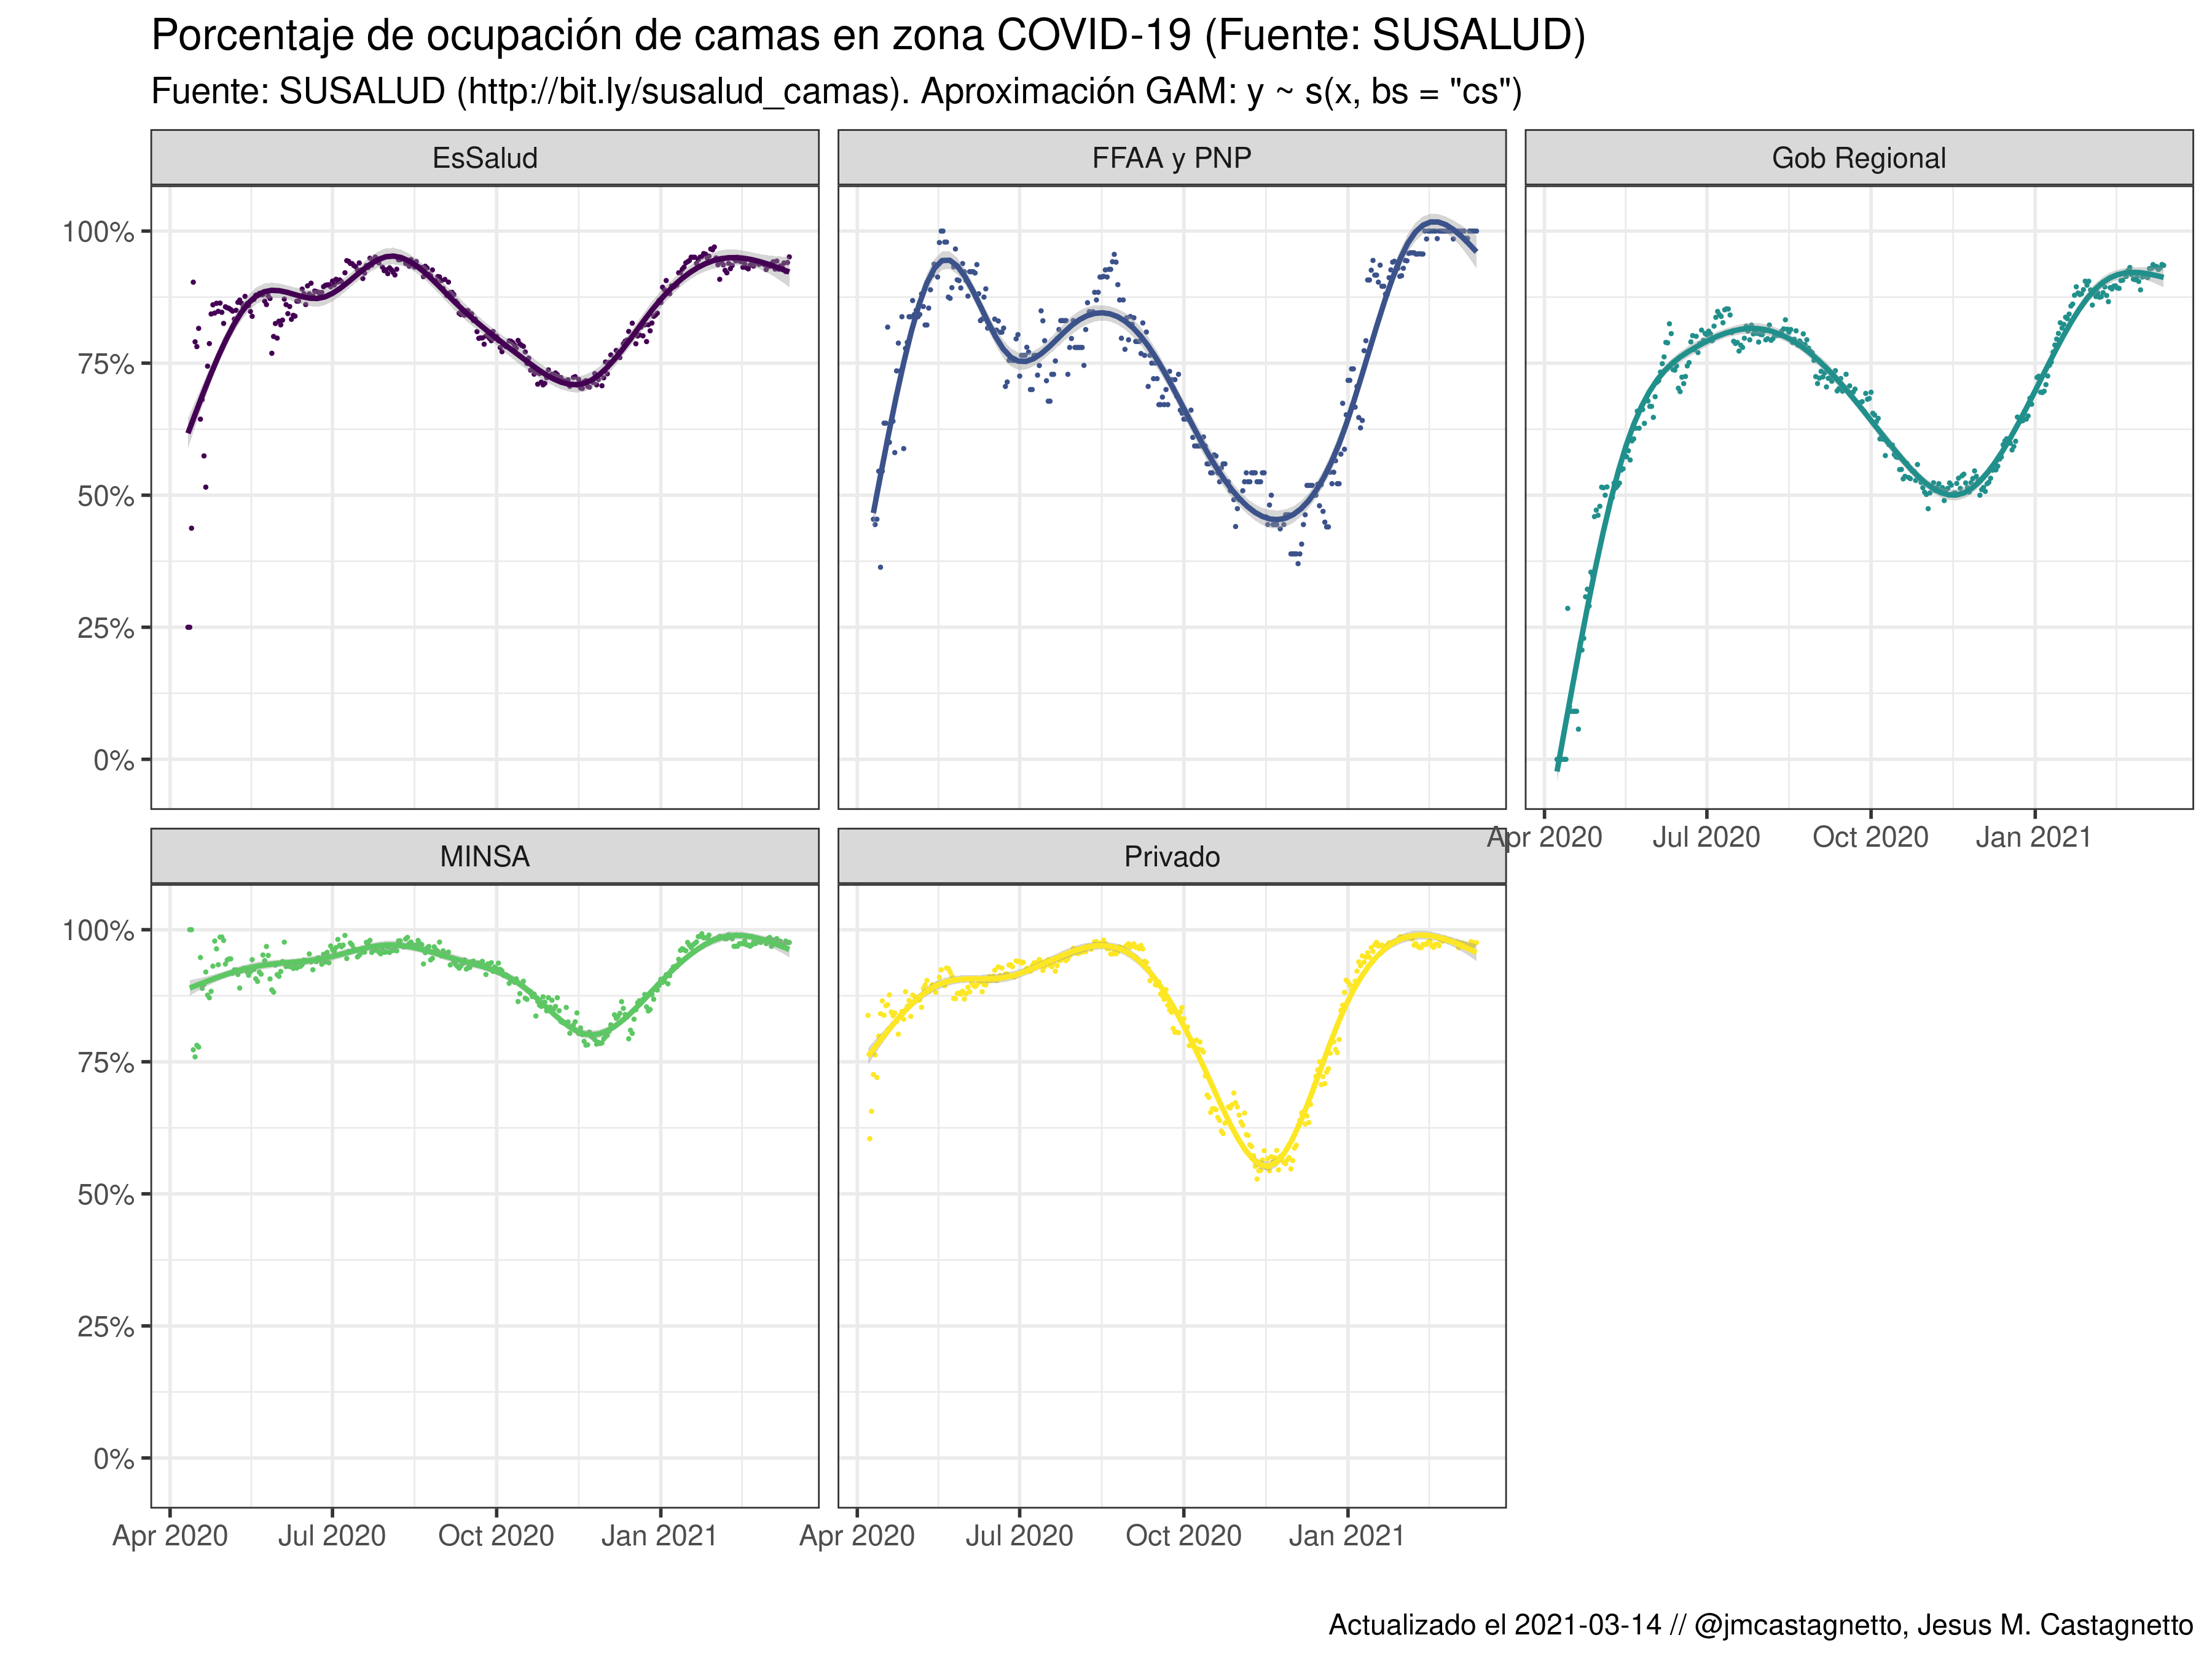 Porcentaje de ocupación de camas en zona COVID-19 (Fuente: SUSALUD)
Fuente: SUSALUD (http://bit.ly/susalud_camas). Aproximación GAM: y ~ s(x, bs = "cs")
EsSalud
FFAA y PNP
Gob Regional
100%
75%
50%
25%
0%
Apr 2020
Jul 2020
Oct 2020
Jan 2021
MINSA
Privado
100%
75%
50%
25%
0%
Apr 2020
Jul 2020
Oct 2020
Jan 2021
Apr 2020
Jul 2020
Oct 2020
Jan 2021
Actualizado el 2021-03-14 // @jmcastagnetto, Jesus M. Castagnetto